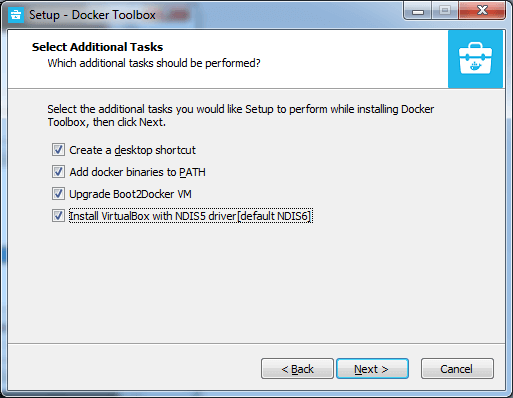 Setup - Docker Toolbox
Select Additional Tasks
Which additional tasks should be performed?
Select the additional tasks you would like Setup to perform while installing Docker
Toolbox, then click Next.
Create a desktop shortcut
Add docker binaries to PATH
Upgrade Boot2Docker VM
Install VirtualBox with NDIS5 driver[default NDIS6]
< Back
Next >
Cancel